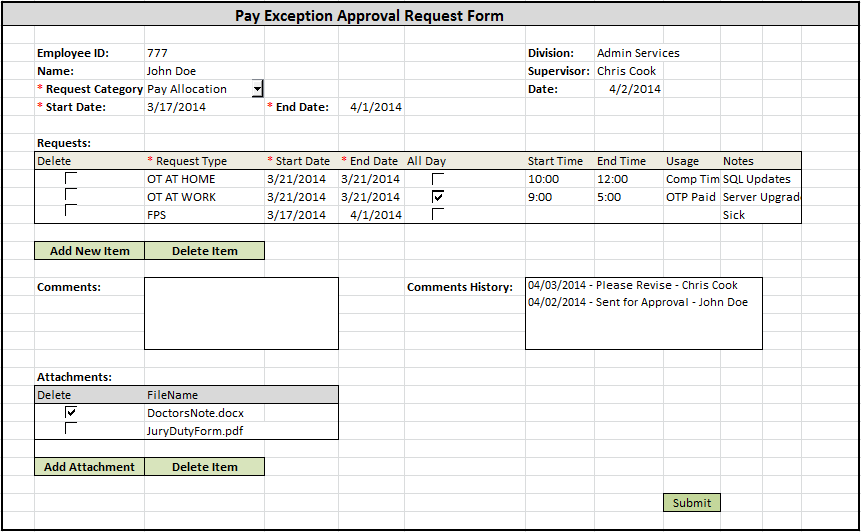 Pay Exception Approval Request Form
Employee ID: 777 Division: Admin Services
Name: John Doe Supervisor: Chris Cook
* Request Category Pay Allocation Date: 4/2/2014
* Start Date: 3/17/2014 * End Date: 4/1/2014
Requests:
Delete * Request Type * Start Date * End Date All Day Start Time End Time Usage Notes
OT AT HOME 3/21/2014 3/21/2014 10:00 12:00 Comp Tim SQL Updates
OT AT WORK 3/21/2014 3/21/2014 9:00 5:00 OTP Paid Server Upgrad
FPS 3/17/2014 4/1/2014 Sick
Add New Item Delete Item
Comments: Comments History: 04/03/2014 - Please Revise - Chris Cook
04/02/2014 - Sent for Approval - John Doe
Attachments:
Delete FileName
DoctorsNote.docx
JuryDutyForm.pdf
Add Attachment Delete Item
Submit